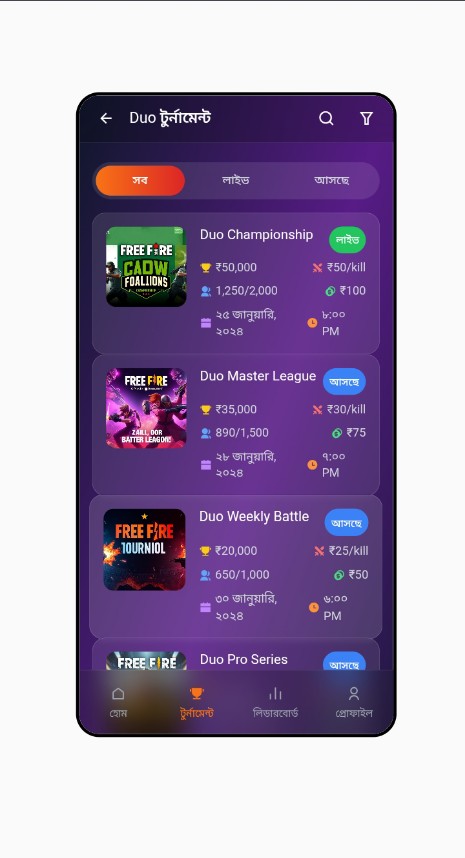 Duo টুর্নামেন্ট
সব
লাইভ
আসছে
FREE FIRE
CADW
FOALLIONS
Duo Championship
লাইভ
₹50,000
₹50/kill
1,250/2,000
₹100
২৫ জানুয়ারি,
২০২৪
৮:০০
PM
FREE FIRE
ZAILL, DOR
BATTER LEAGON!
Duo Master League
আসছে
₹35,000
₹30/kill
890/1,500
₹75
২৮ জানুয়ারি,
২০২৪
৭:০০
PM
FREE FIRE
TOURNIOL
Duo Weekly Battle
আসছে
₹20,000
₹25/kill
650/1,000
₹50
৩০ জানুয়ারি,
২০২৪
৬:০০
PM
FREE FIRE
Duo Pro Series
আসছে
হোম
টুর্নামেন্ট
লিডারবোর্ড
প্রোফাইল